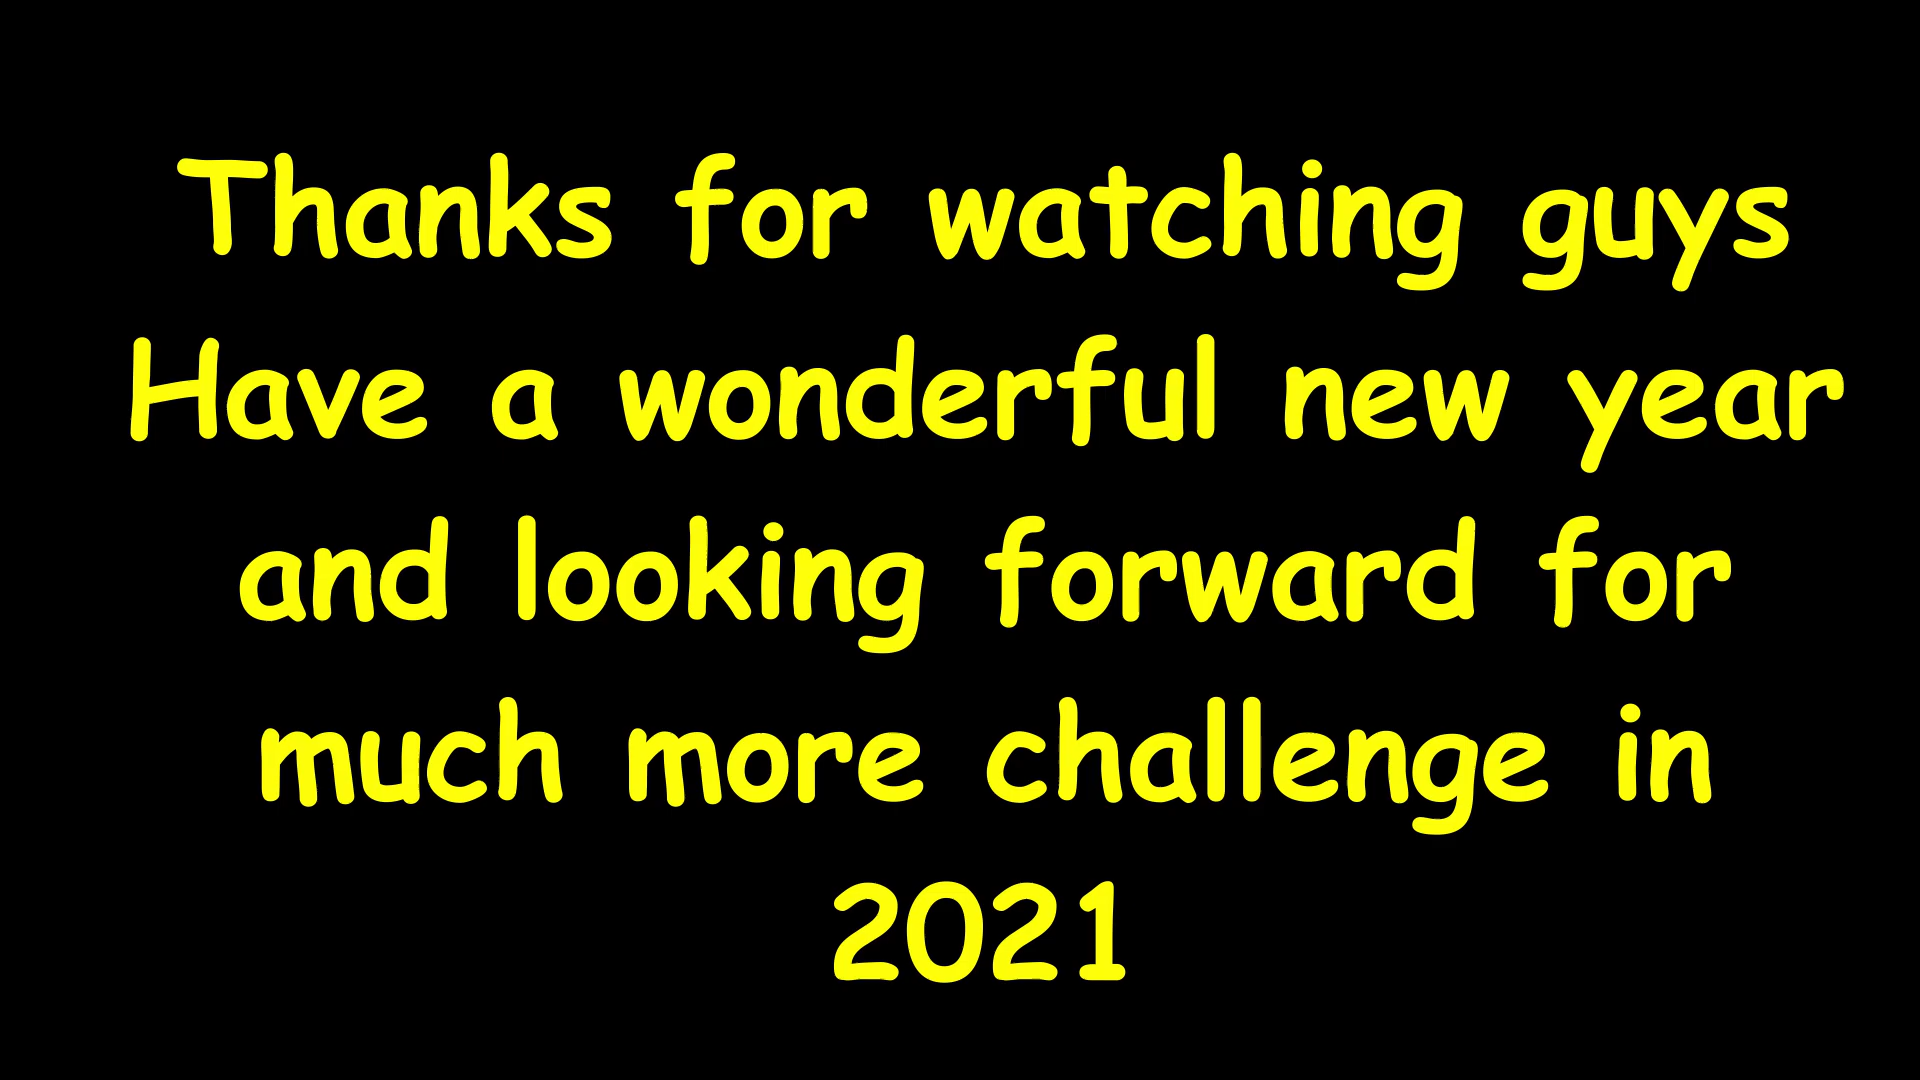 Thanks for watching guys
Have a wonderful new year
and looking forward for
much more challenge in
2021